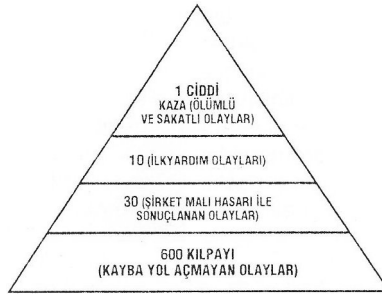 1 CİDDİ
KAZA (ÖLÜMLÜ
VE SAKATLI OLAYLAR)
10 (İLKYARDIM OLAYLARI)
30 (ŞİRKET MALI HASARI İLE
SONUÇLANAN OLAYLAR)
600 KILPAYI
(KAYBA YOL AÇMAYAN OLAYLAR)